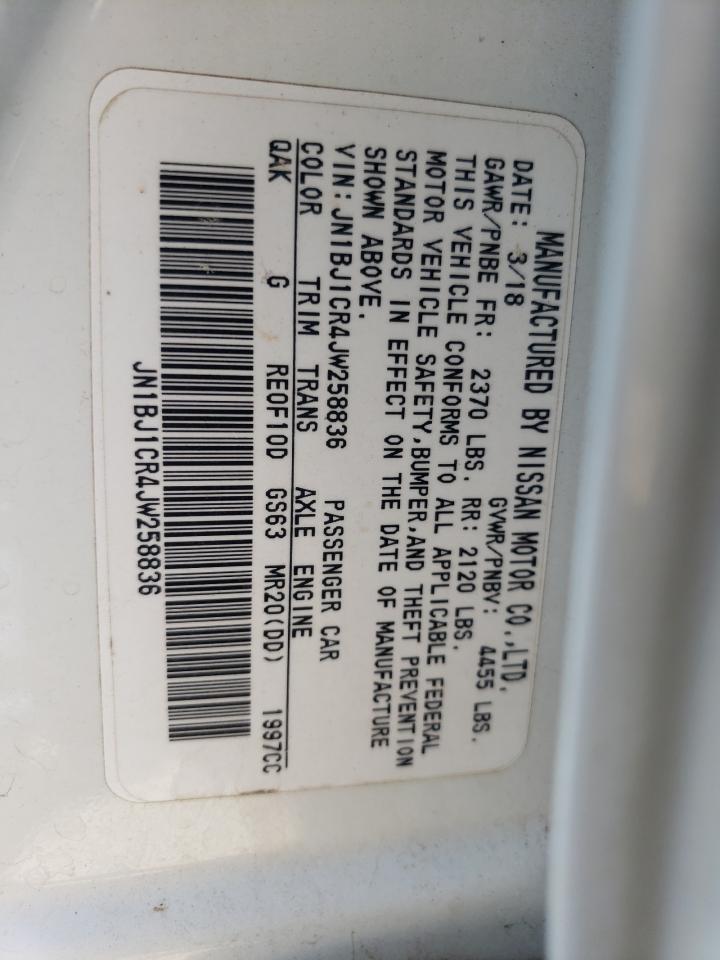 MANUFACTURED BY NISSAN MOTOR CO.,LTD.
DATE: 3/18 GVWR/PNBV: 4455 LBS.
GAWR/PNBE FR: 2370 LBS. RR: 2120 LBS.
THIS VEHICLE CONFORMS TO ALL APPLICABLE FEDERAL
MOTOR VEHICLE SAFETY,BUMPER,AND THEFT PREVENTION
STANDARDS IN EFFECT ON THE DATE OF MANUFACTURE
SHOWN ABOVE.
VIN:JN1BJ1CR4JW258836 PASSENGER CAR
COLOR TRIM TRANS AXLE ENGINE
QAK G RE0F10D GS63 MR20(DD) 1997CC
JN1BJ1CR4JW258836